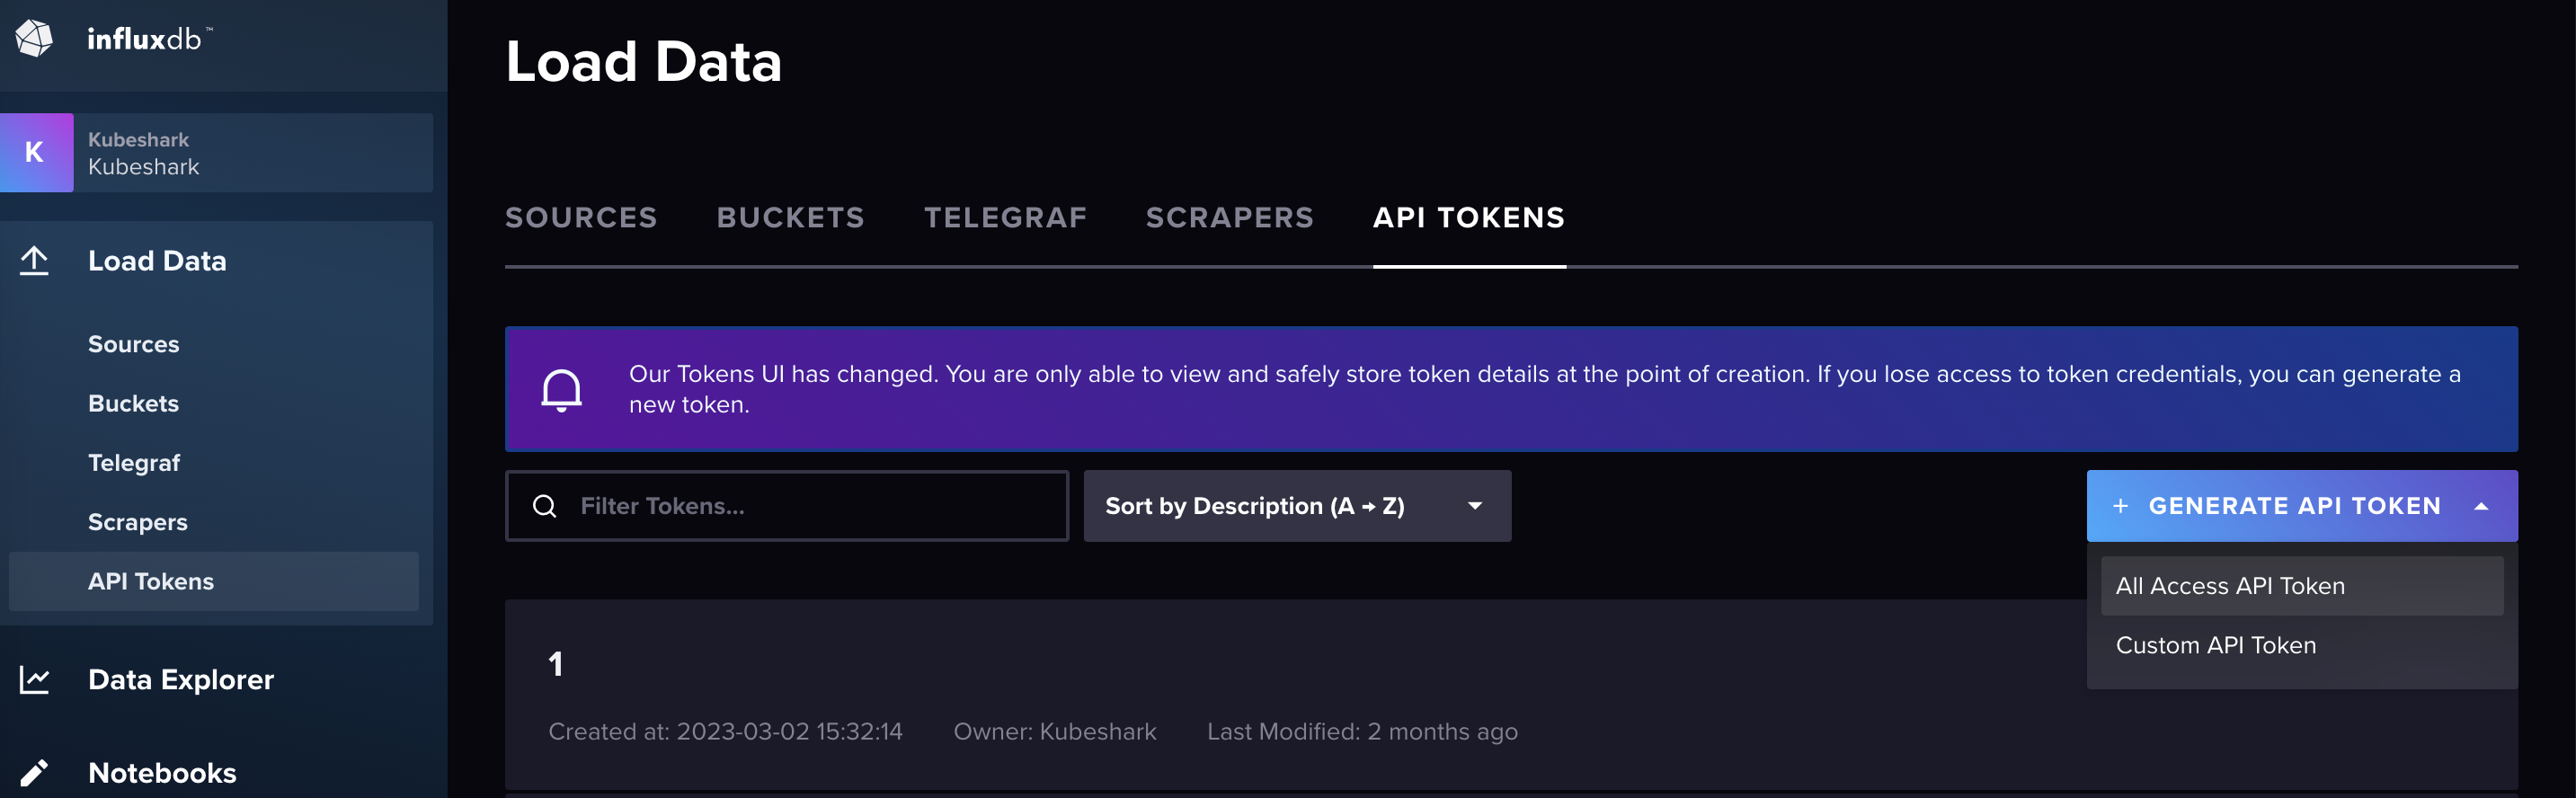 influxdb™
K
Kubeshark
Kubeshark
Load Data
Sources
Buckets
Telegraf
Scrapers
API Tokens
Data Explorer
Notebooks
Load Data
SOURCES BUCKETS TELEGRAF SCRAPERS API TOKENS
Our Tokens UI has changed. You are only able to view and safely store token details at the point of creation. If you lose access to token credentials, you can generate a
new token.
Filter Tokens...
Sort by Description (A → Z)
+ GENERATE API TOKEN
All Access API Token
Custom API Token
1
Created at: 2023-03-02 15:32:14 Owner: Kubeshark Last Modified: 2 months ago